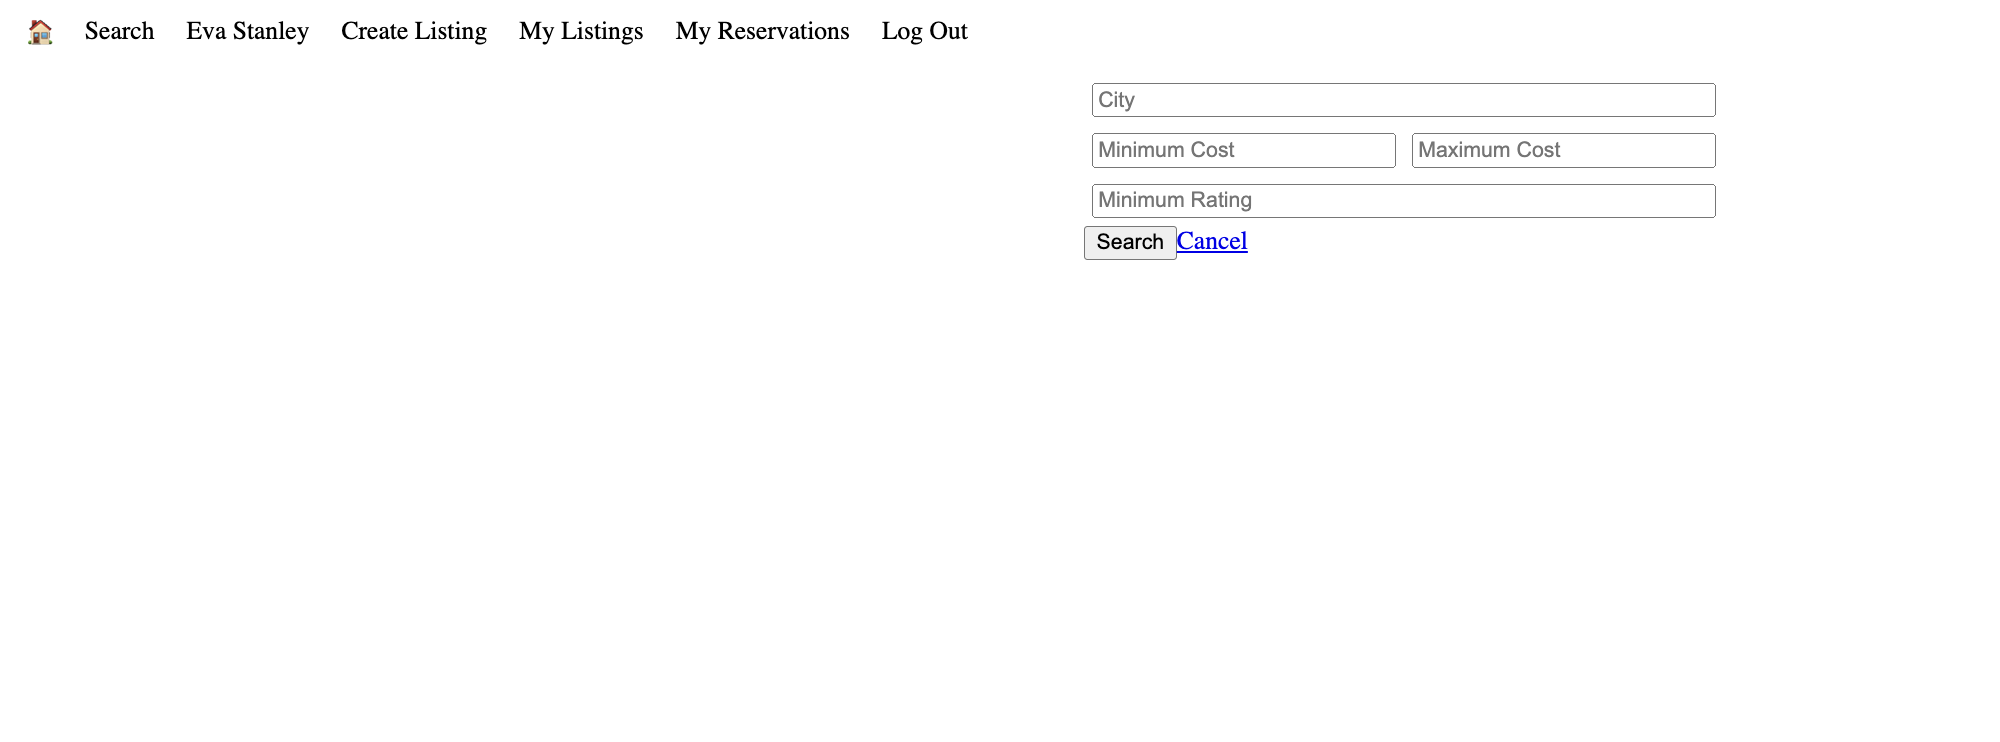 Search Eva Stanley Create Listing My Listings My Reservations Log Out
City
Minimum Cost Maximum Cost
Minimum Rating
Search Cancel